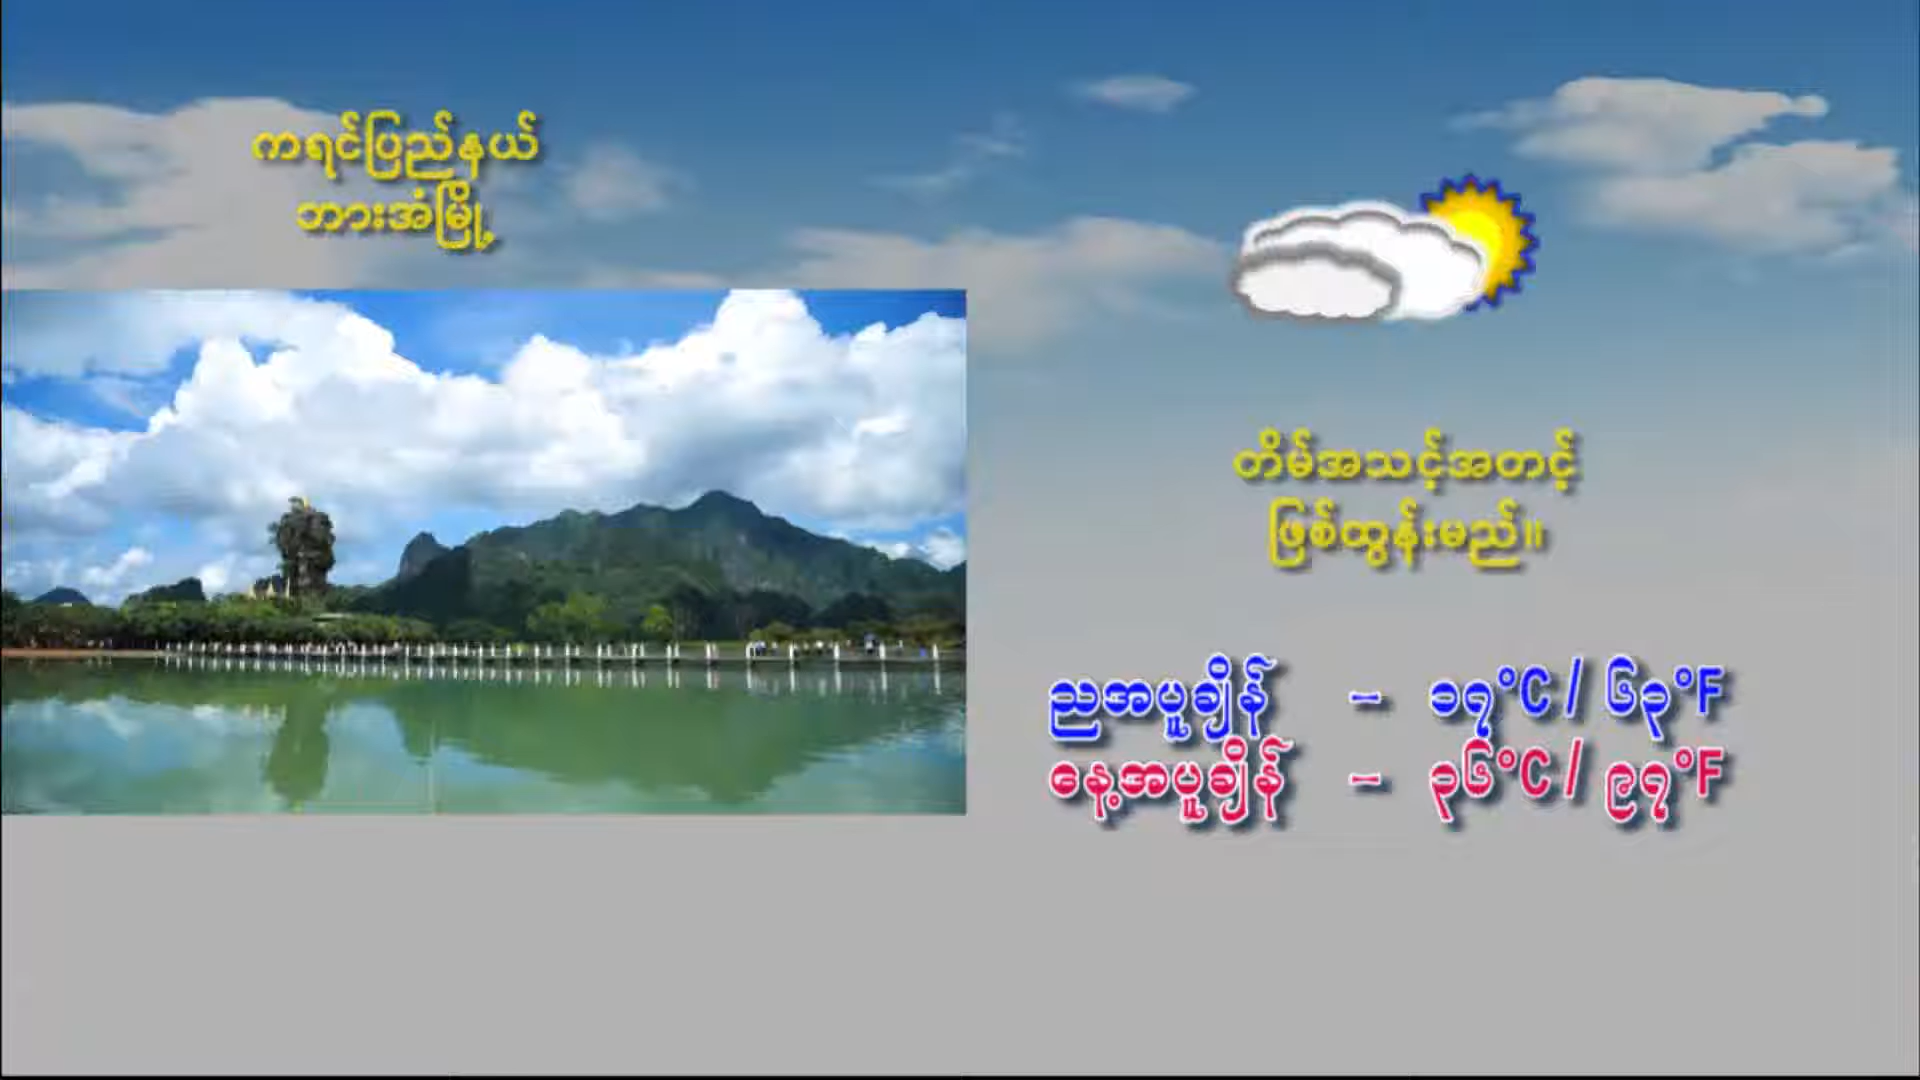 ကရင်ပြည်နယ်
ဘားအံမြို့
တိမ်အသင့်အတင့်
ဖြစ်ထွန်းမည်။
ညအပူချိန် - ၁၇°C / ၆၃°F
နေ့အပူချိန် - ၃၆°C / ၉၇°F